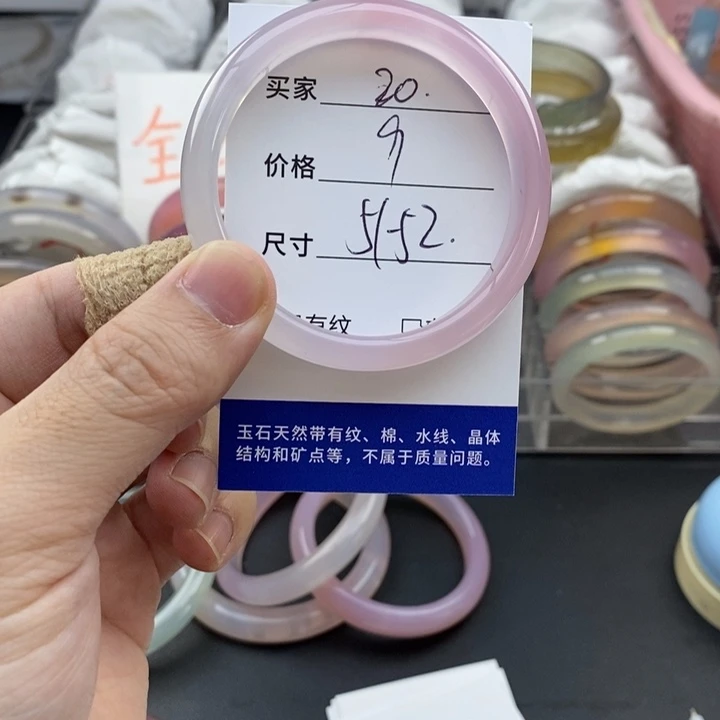 买家 20.
价格 9
尺寸 51-52.
有纹
玉石天然带有纹、棉、水线、晶体
结构和矿点等，不属于质量问题。
全